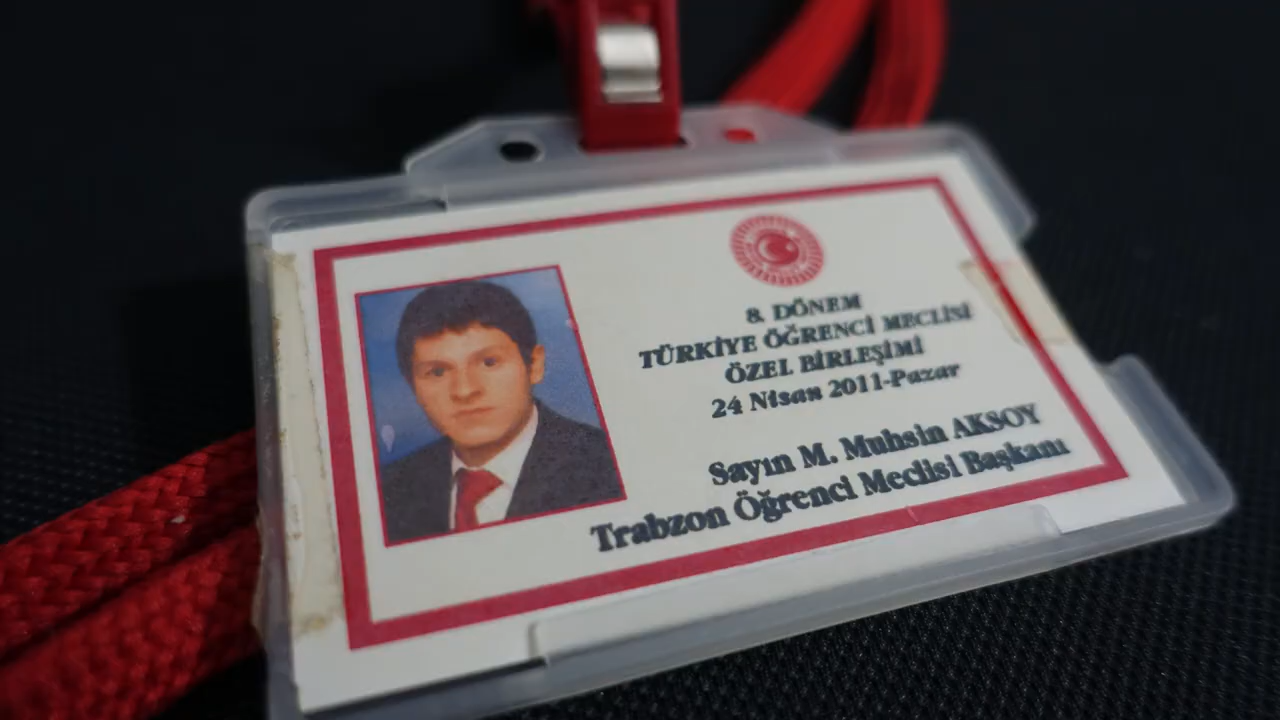 8. DÖNEM
TÜRKİYE ÖĞRENCİ MECLİSİ
ÖZEL BİRLEŞİMİ
24 Nisan 2011-Pazar
Sayın M. Muhsin AKSOY
Trabzon Öğrenci Meclisi Başkanı